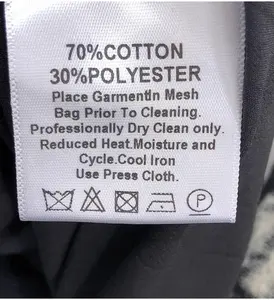 70%COTTON
30%POLYESTER
Place GarmentIn Mesh
Bag Prior To Cleaning.
Professionally Dry Clean only.
Reduced Heat.Moisture and
Cycle.Cool Iron
Use Press Cloth.
P